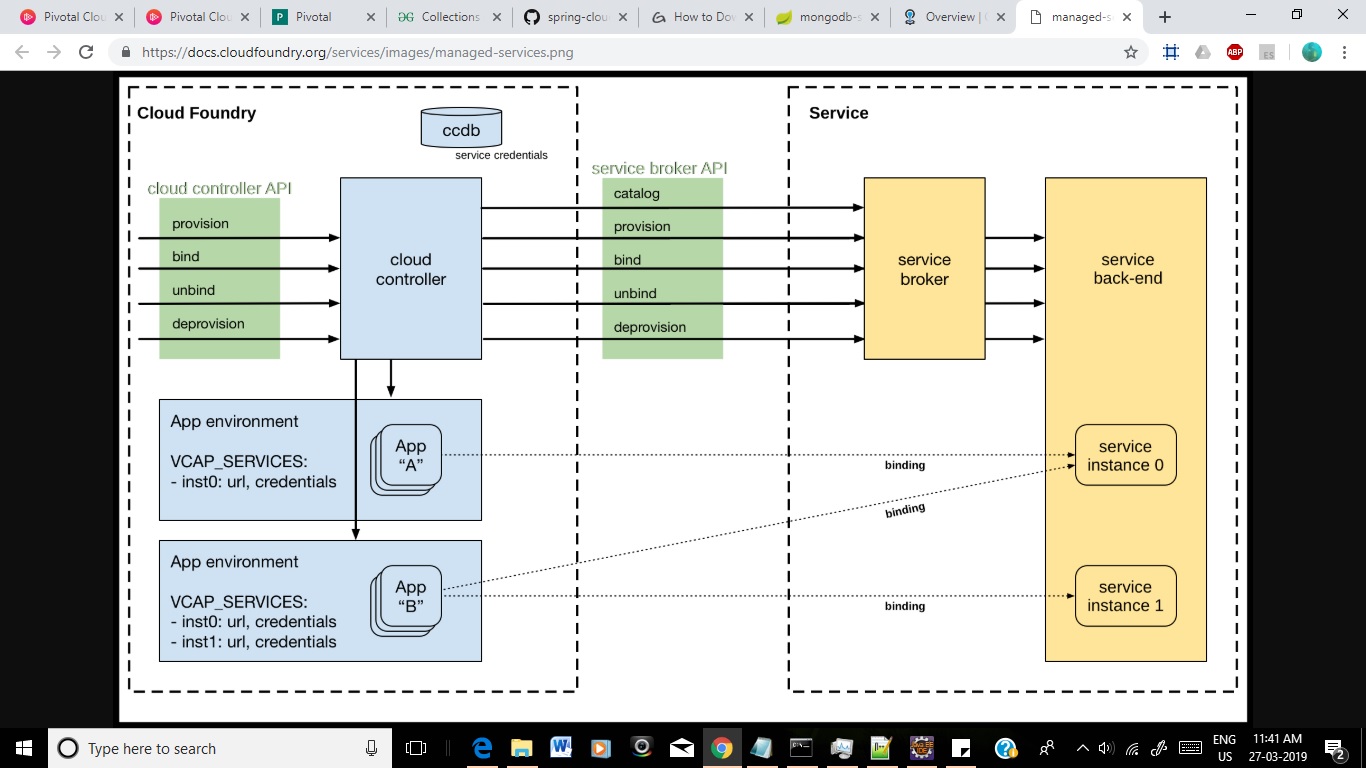 Pivotal Clou
Pivotal Clou
Pivotal
Collections
spring-clou
How to Dow
mongodb-s
Overview | 
managed-s
https://docs.cloudfoundry.org/services/images/managed-services.png
ABP
ES
Cloud Foundry
ccdb
service credentials
Service
service broker API
cloud controller API
provision
bind
unbind
deprovision
cloud
controller
catalog
provision
bind
unbind
deprovision
service
broker
service
back-end
App environment
VCAP_SERVICES:
- inst0: url, credentials
App
“A”
binding
service
instance 0
binding
App environment
VCAP_SERVICES:
- inst0: url, credentials
- inst1: url, credentials
App
“B”
binding
service
instance 1
Type here to search
ENG
US
11:41 AM
27-03-2019
2